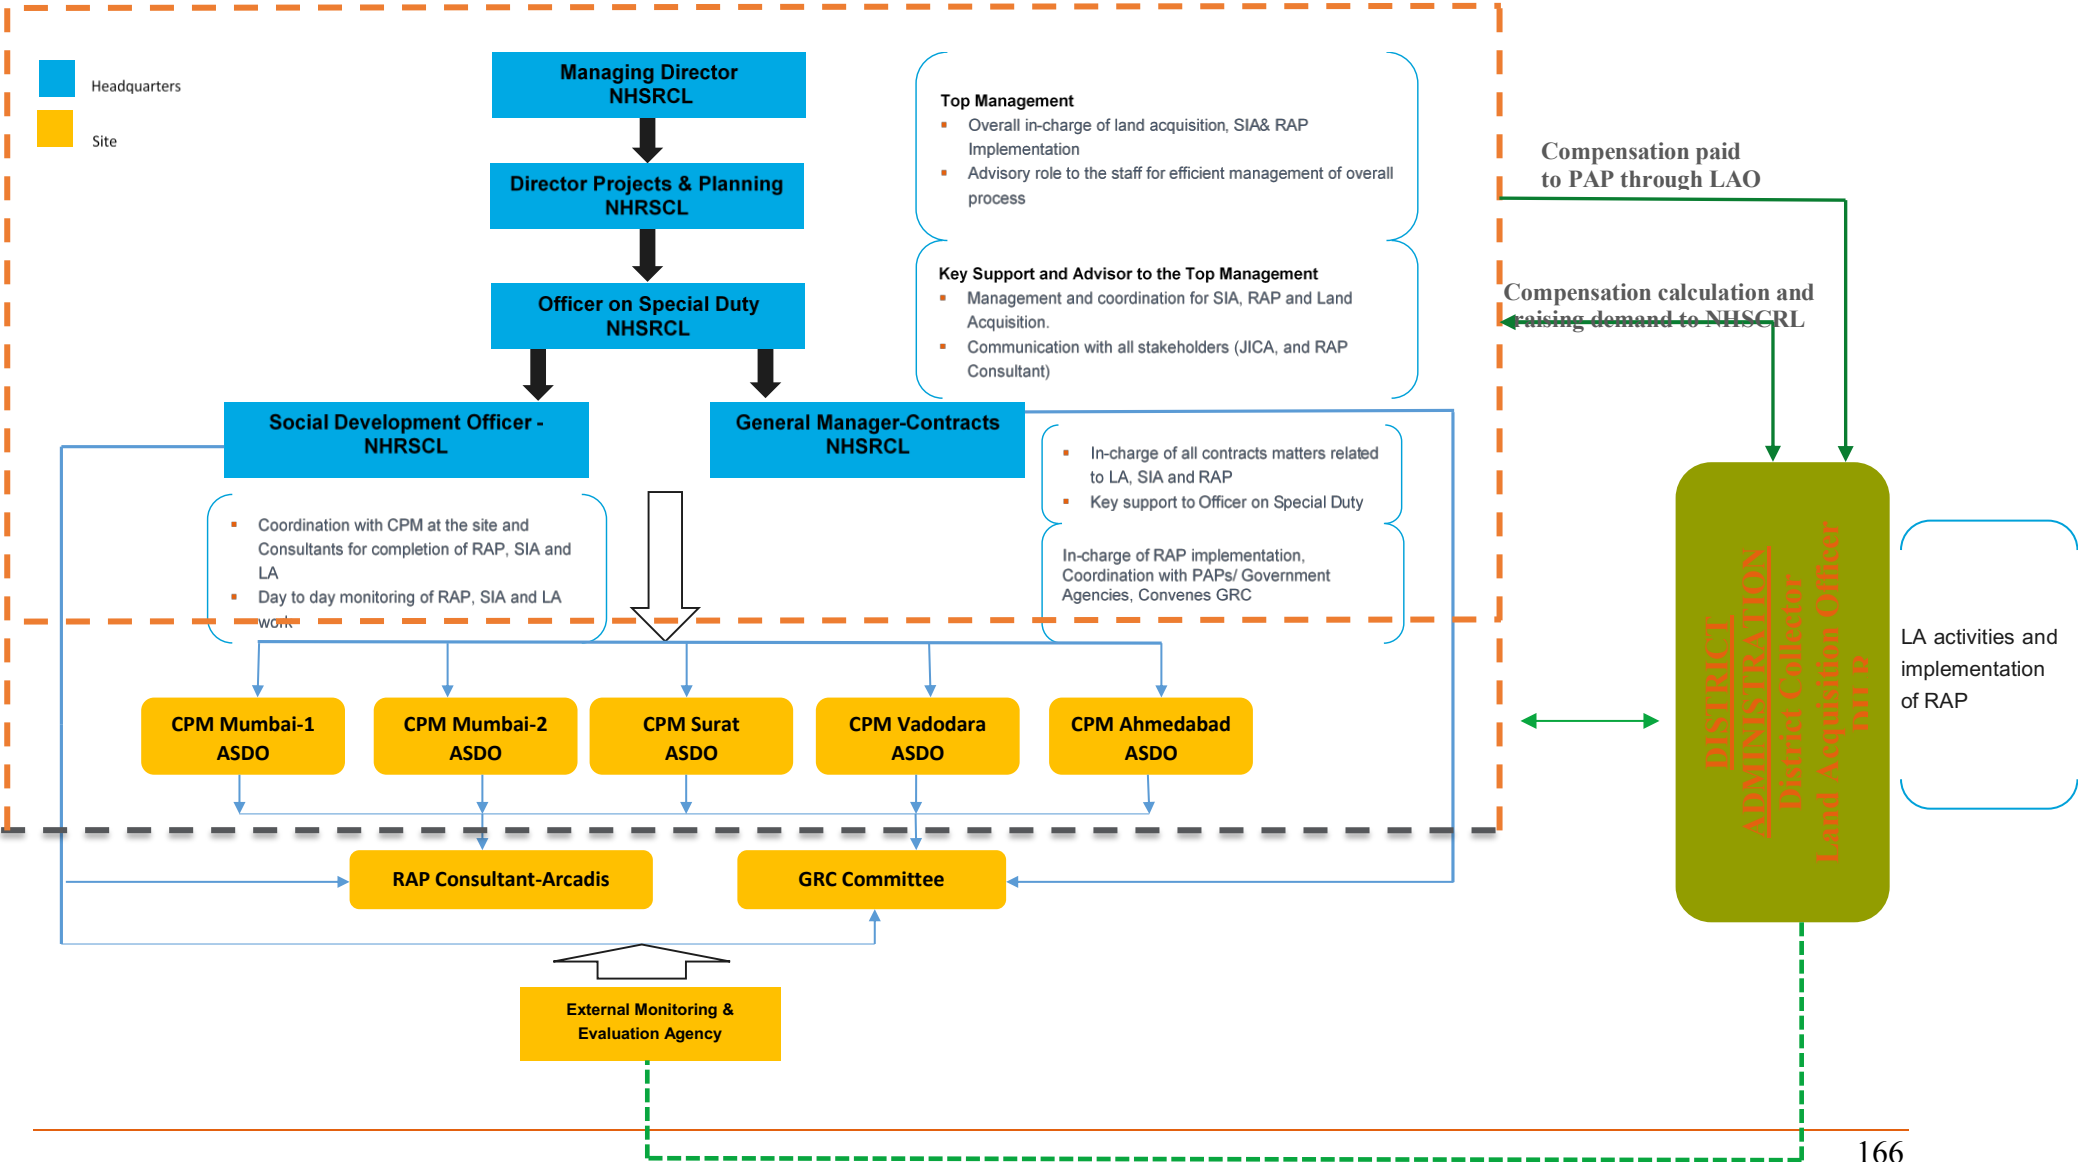 Headquarters
Site
Managing Director
NHSRCL
Director Projects & Planning
NHRSCL
Officer on Special Duty
NHSRCL
Social Development Officer -
NHRSCL
General Manager-Contracts
NHSRCL
Top Management
▪ Overall in-charge of land acquisition, SIA& RAP
Implementation
▪ Advisory role to the staff for efficient management of overall
process
Key Support and Advisor to the Top Management
▪ Management and coordination for SIA, RAP and Land
Acquisition.
▪ Communication with all stakeholders (JICA, and RAP
Consultant)
▪ In-charge of all contracts matters related
to LA, SIA and RAP
▪ Key support to Officer on Special Duty
▪ Coordination with CPM at the site and
Consultants for completion of RAP, SIA and
LA
▪ Day to day monitoring of RAP, SIA and LA
work
In-charge of RAP implementation,
Coordination with PAPs/ Government
Agencies, Convenes GRC
CPM Mumbai-1
ASDO
CPM Mumbai-2
ASDO
CPM Surat
ASDO
CPM Vadodara
ASDO
CPM Ahmedabad
ASDO
RAP Consultant-Arcadis
GRC Committee
External Monitoring &
Evaluation Agency
Compensation paid
to PAP through LAO
Compensation calculation and
raising demand to NHSCRL
DISTRICT
ADMINISTRATION
District Collector
Land Acquisition Officer
LA activities and
implementation
of RAP
166